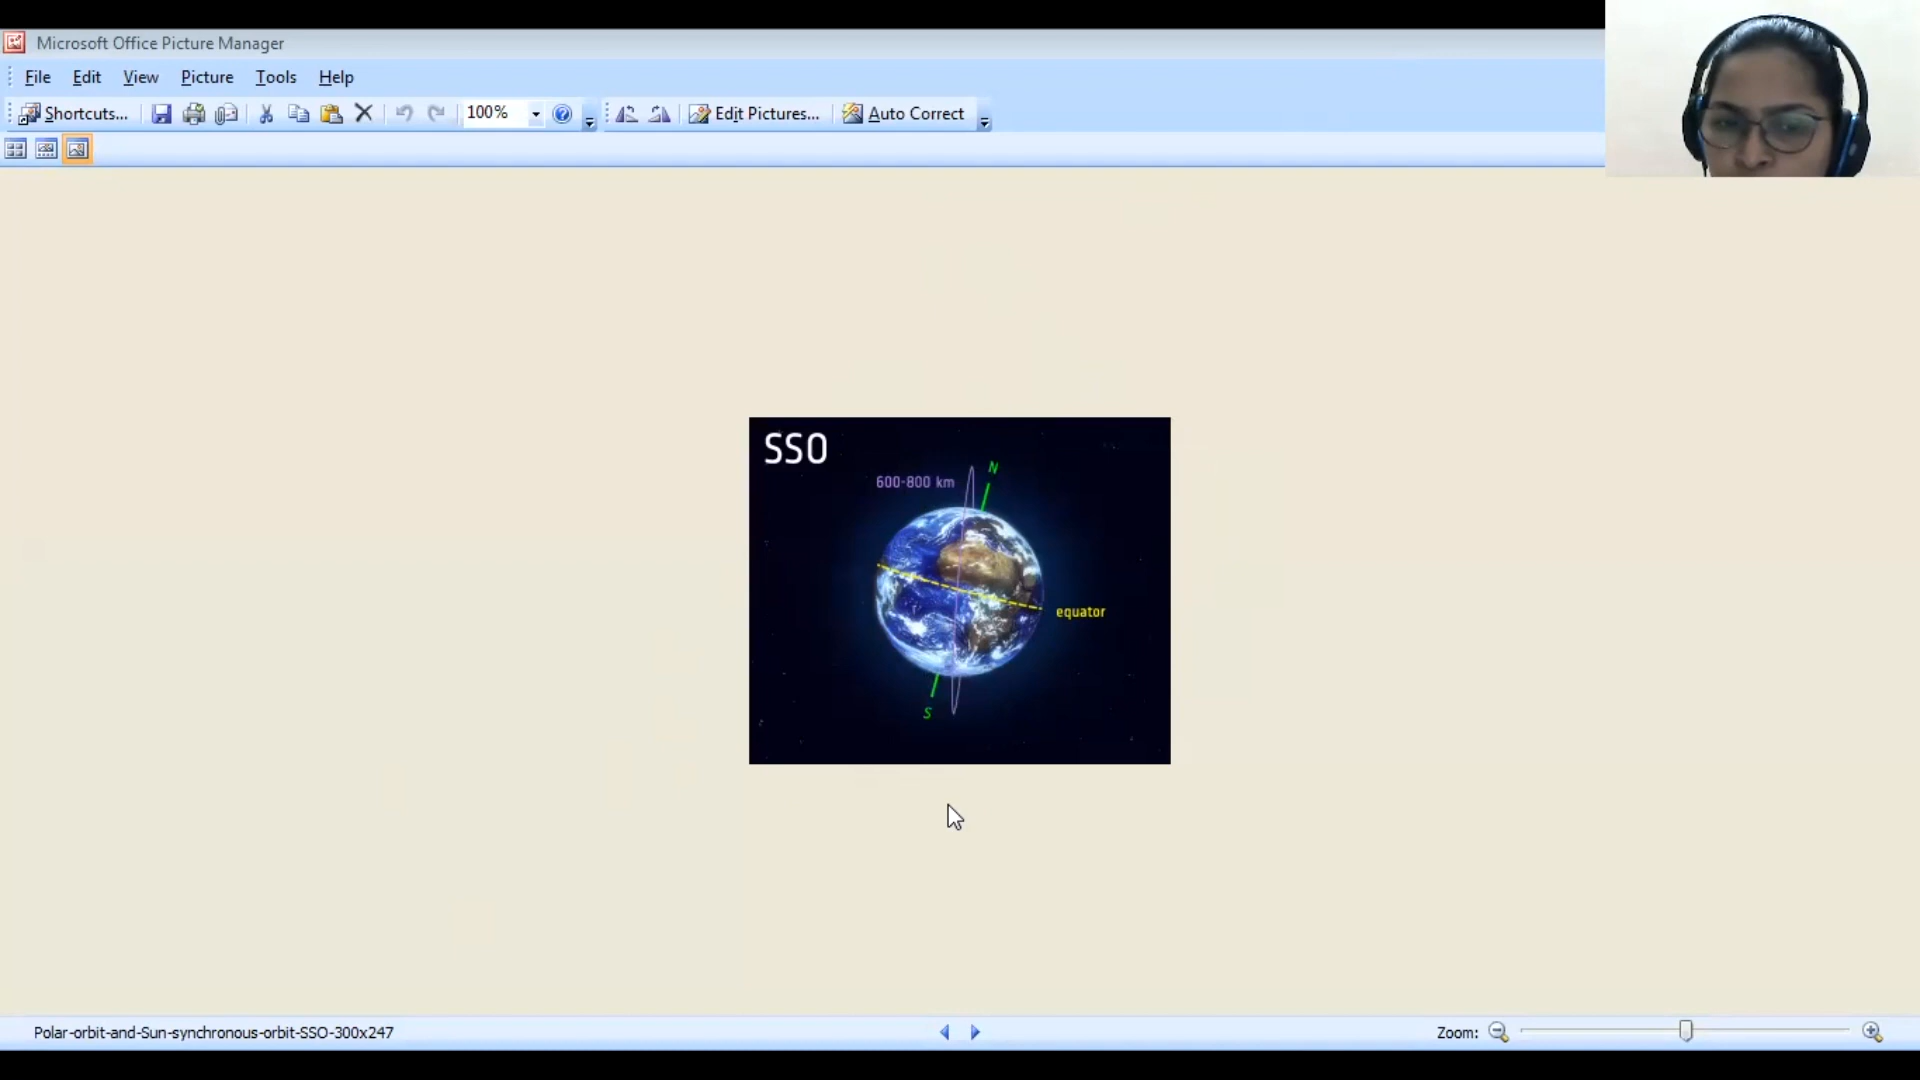 Microsoft Office Picture Manager
File Edit View Picture Tools Help
Shortcuts... 100% Edit Pictures... Auto Correct
SSO
N
600-800 km
equator
S
Polar-orbit-and-Sun-synchronous-orbit-SSO-300x247 Zoom: